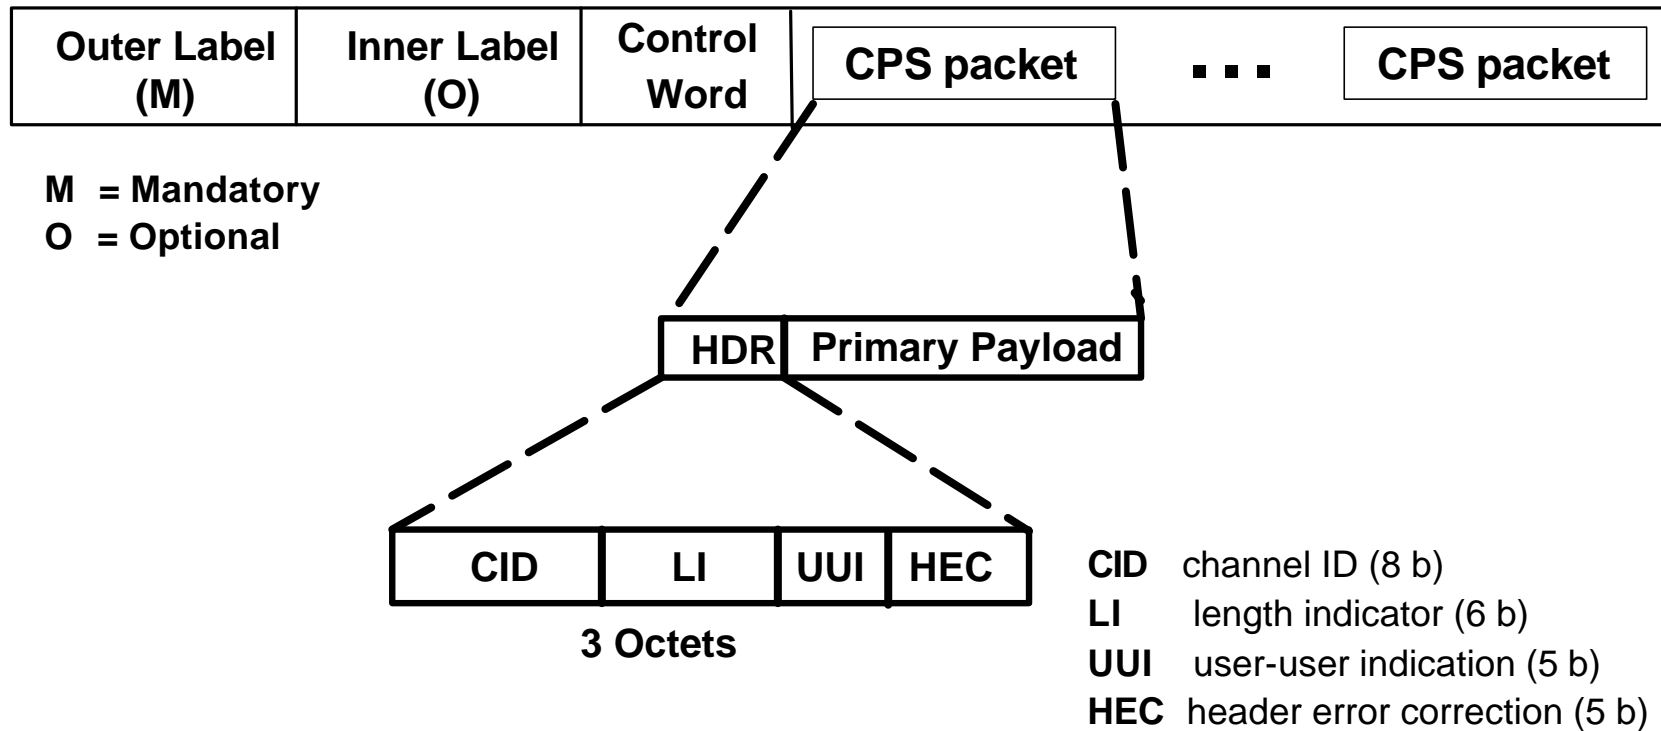 Outer Label
(M)
Inner Label
(O)
Control
Word
CPS packet
...
CPS packet
M = Mandatory
O = Optional
HDR
Primary Payload
CID
LI
UUI
HEC
3 Octets
CID channel ID (8 b)
LI length indicator (6 b)
UUI user-user indication (5 b)
HEC header error correction (5 b)